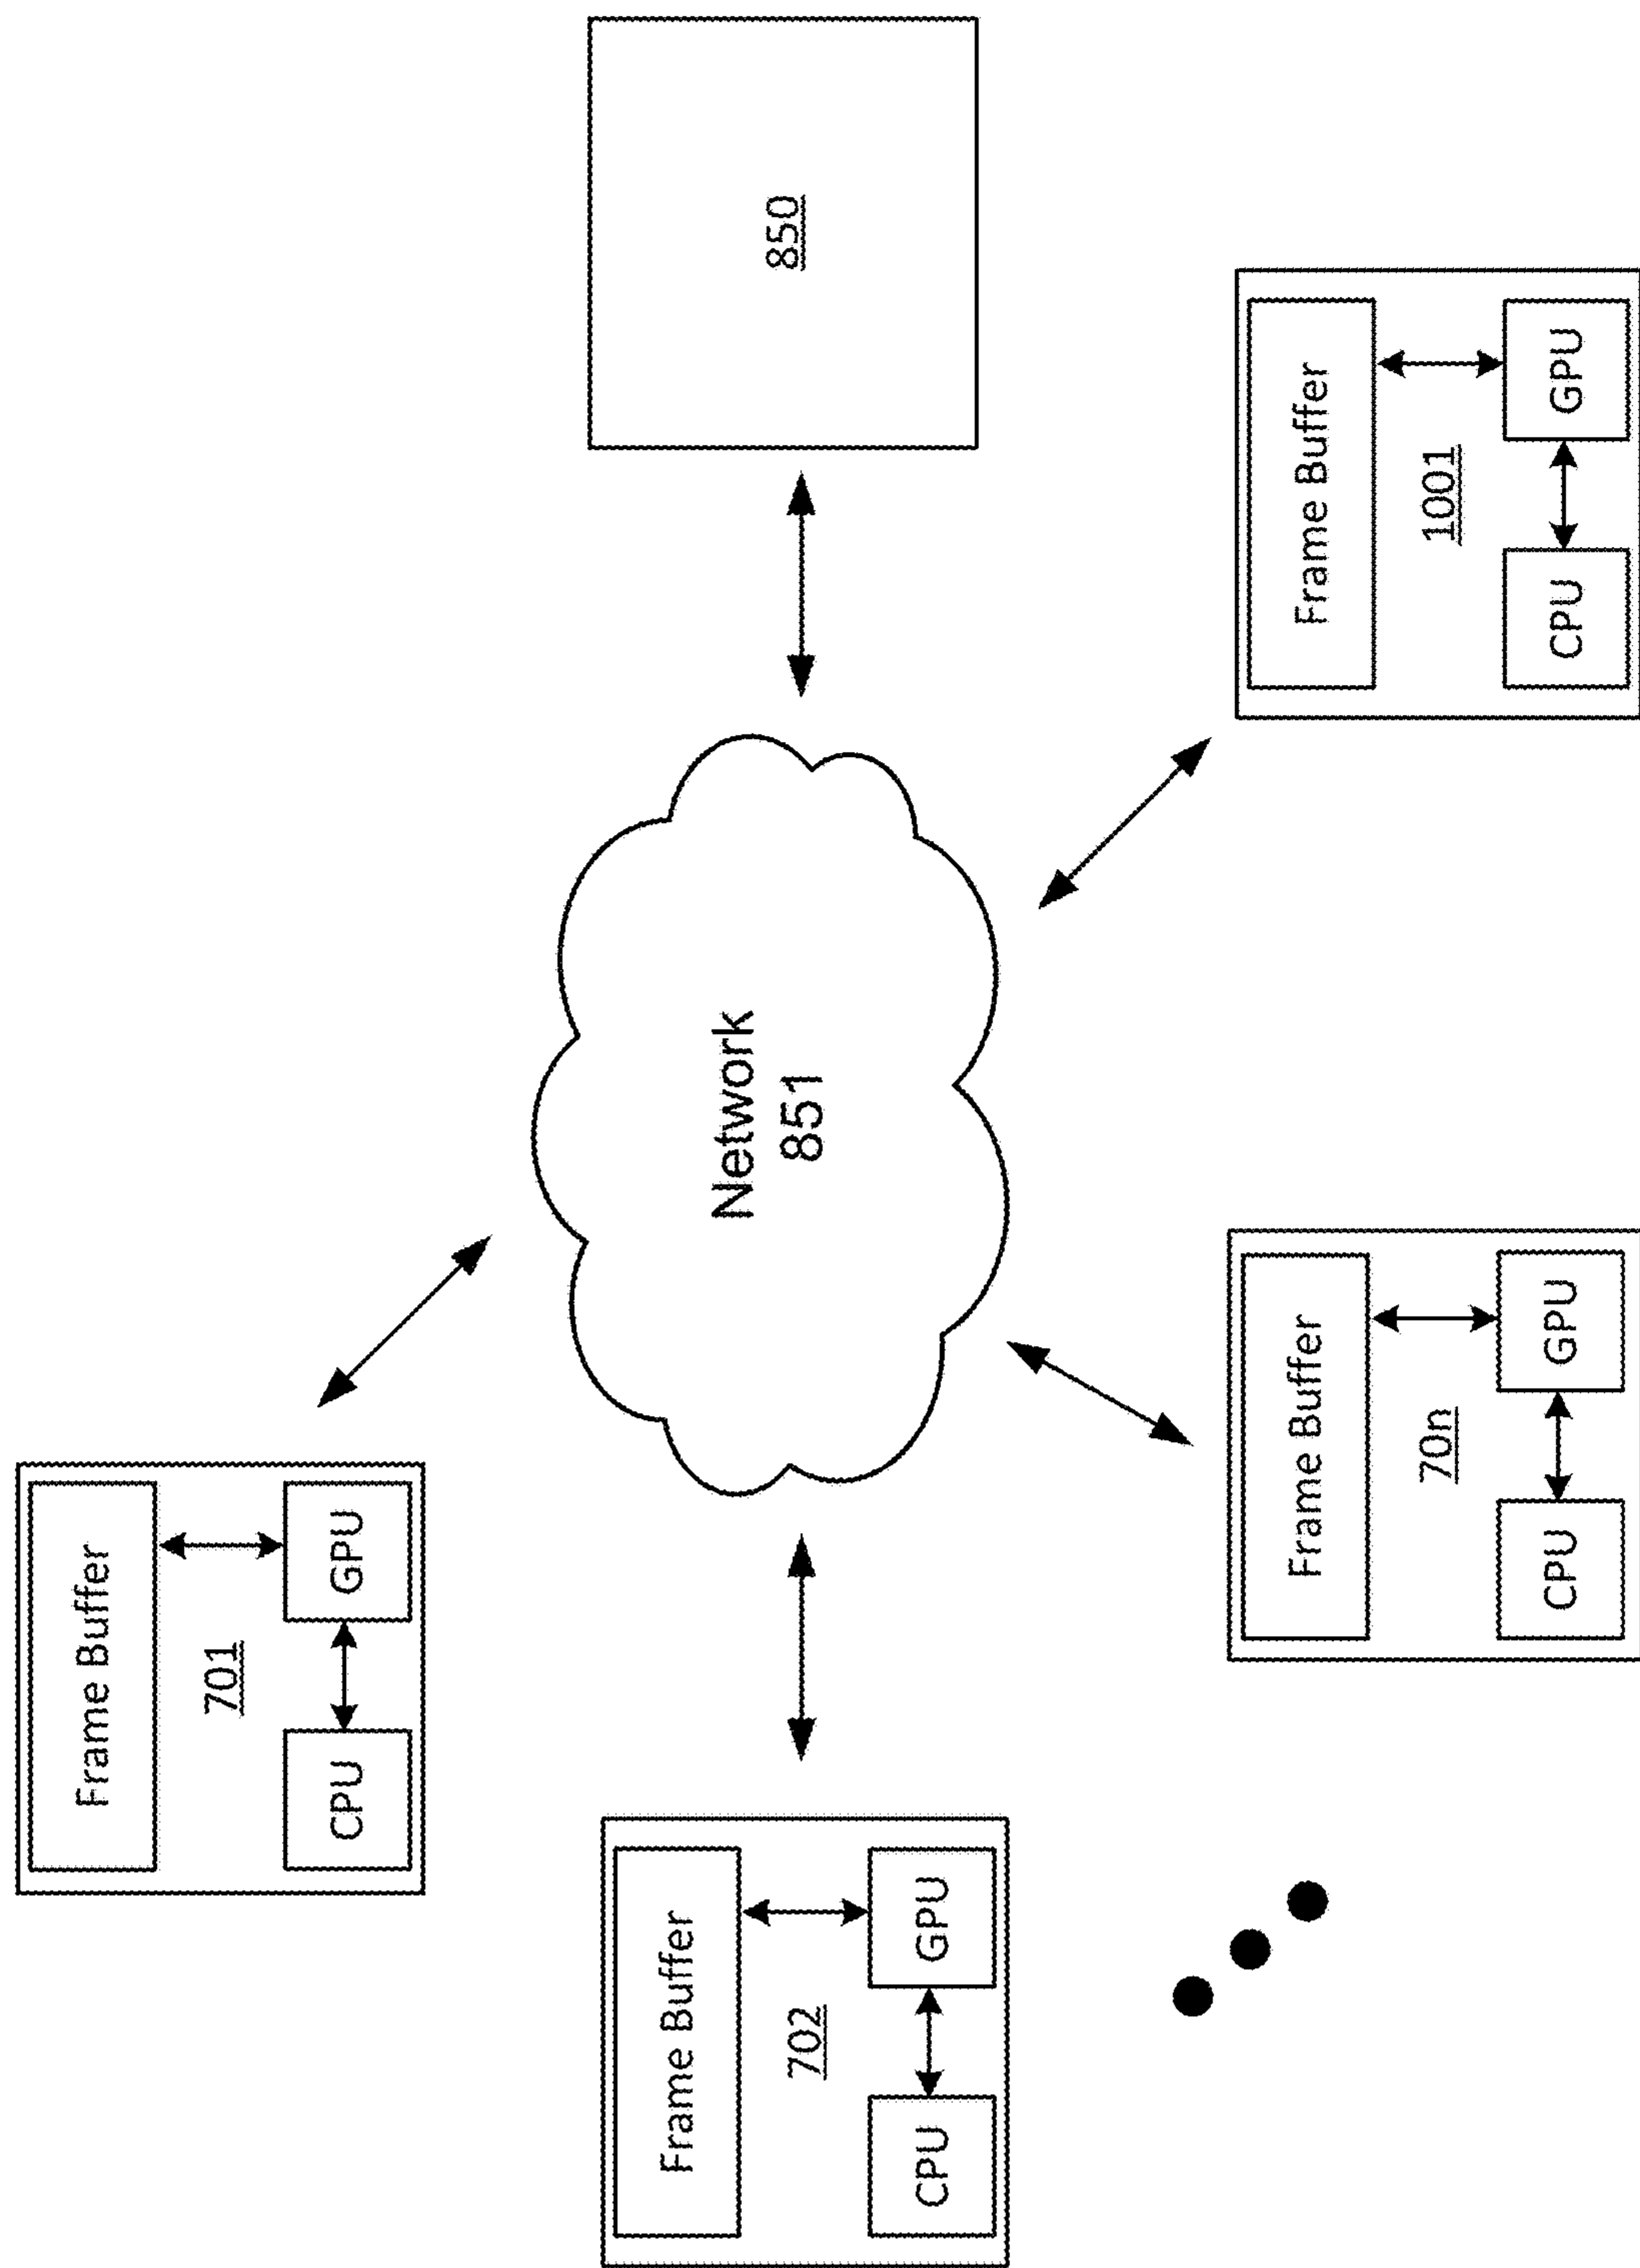 Frame Buffer
701
CPU
GPU
Frame Buffer
702
CPU
GPU
Network
851
850
Frame Buffer
70n
CPU
GPU
Frame Buffer
1001
CPU
GPU